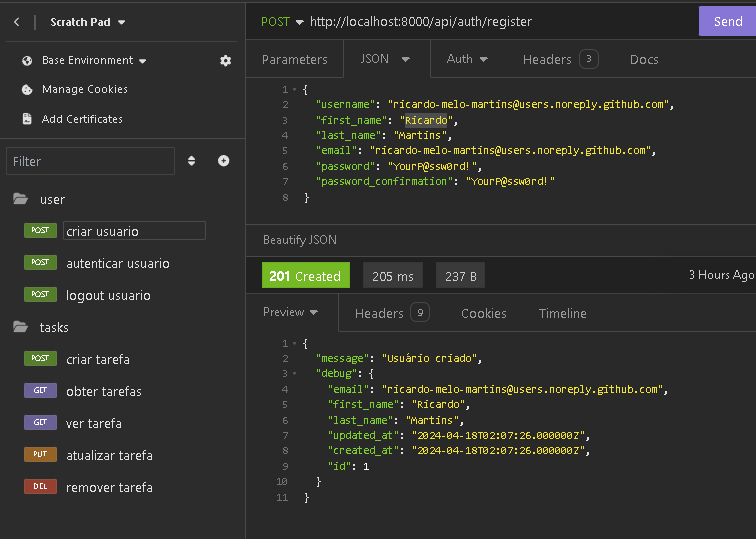 Scratch Pad
Base Environment
Manage Cookies
Add Certificates
Filter
user
POST criar usuario
POST autenticar usuario
POST logout usuario
tasks
POST criar tarefa
GET obter tarefas
GET ver tarefa
PUT atualizar tarefa
DEL remover tarefa
POST http://localhost:8000/api/auth/register Send
Parameters JSON Auth Headers 3 Docs
1 {
2 "username": "ricardo-melo-martins@users.noreply.github.com",
3 "first_name": "Ricardo",
4 "last_name": "Martins",
5 "email": "ricardo-melo-martins@users.noreply.github.com",
6 "password": "YourP@ssw0rd!",
7 "password_confirmation": "YourP@ssw0rd!"
8 }
Beautify JSON
201 Created 205 ms 237 B 3 Hours Ago
Preview Headers 9 Cookies Timeline
1 {
2 "message": "Usuário criado",
3 "debug": {
4 "email": "ricardo-melo-martins@users.noreply.github.com",
5 "first_name": "Ricardo",
6 "last_name": "Martins",
7 "updated_at": "2024-04-18T02:07:26.000000Z",
8 "created_at": "2024-04-18T02:07:26.000000Z",
9 "id": 1
10 }
11 }